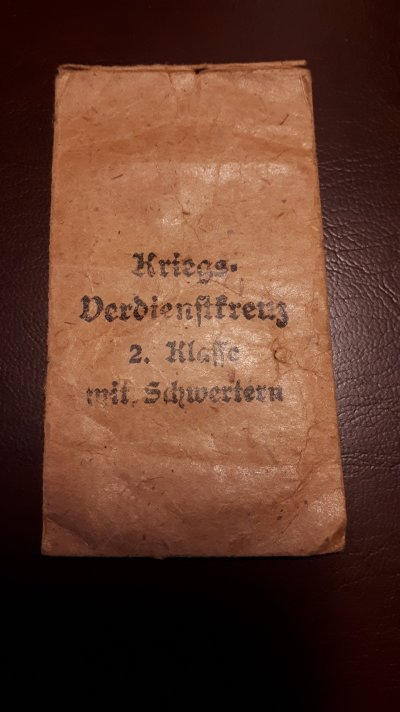 Kriegs-
Verdienstkreuz
2. Klasse
mit Schwertern